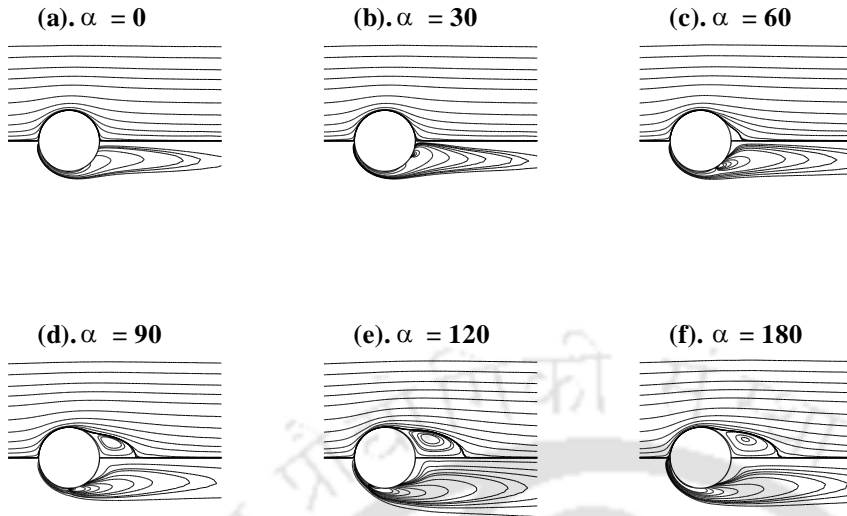 (a). α = 0
(b). α = 30
(c). α = 60
(d). α = 90
(e). α = 120
(f). α = 180